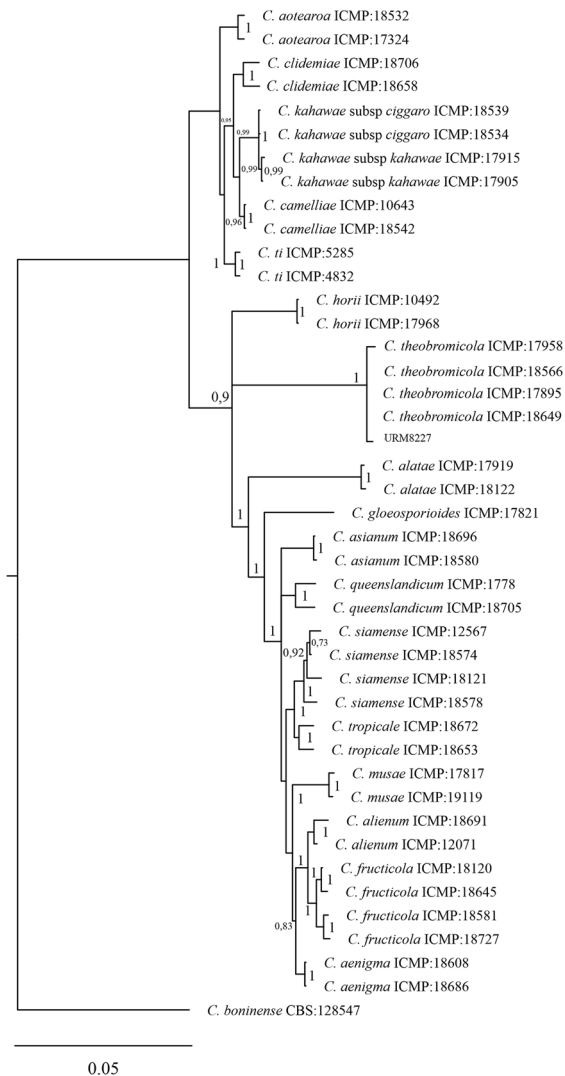 C. aotearoa ICMP:18532
1
C. aotearoa ICMP:17324
C. clidemiae ICMP:18706
1
C. clidemiae ICMP:18658
C. kahawae subsp ciggaro ICMP:18539
0,95
0,99
1
C. kahawae subsp ciggaro ICMP:18534
C. kahawae subsp kahawae ICMP:17915
0,99
0,99
C. kahawae subsp kahawae ICMP:17905
C. camelliae ICMP:10643
0,96
1
C. camelliae ICMP:18542
C. ti ICMP:5285
1
1
C. ti ICMP:4832
C. horii ICMP:10492
1
C. horii ICMP:17968
C. theobromicola ICMP:17958
C. theobromicola ICMP:18566
1
C. theobromicola ICMP:17895
0,9
C. theobromicola ICMP:18649
URM8227
C. alatae ICMP:17919
1
C. alatae ICMP:18122
1
C. gloeosporioides ICMP:17821
C. asianum ICMP:18696
1
C. asianum ICMP:18580
1
C. queenslandicum ICMP:1778
1
C. queenslandicum ICMP:18705
1
C. siamense ICMP:12567
0,73
0,92
C. siamense ICMP:18574
C. siamense ICMP:18121
1
C. siamense ICMP:18578
1
C. tropicale ICMP:18672
1
C. tropicale ICMP:18653
C. musae ICMP:17817
1
1
C. musae ICMP:19119
C. alienum ICMP:18691
1
C. alienum ICMP:12071
1
C. fructicola ICMP:18120
1
1
C. fructicola ICMP:18645
1
C. fructicola ICMP:18581
0,83
1
C. fructicola ICMP:18727
C. aenigma ICMP:18608
1
C. aenigma ICMP:18686
C. boninense CBS:128547
0.05